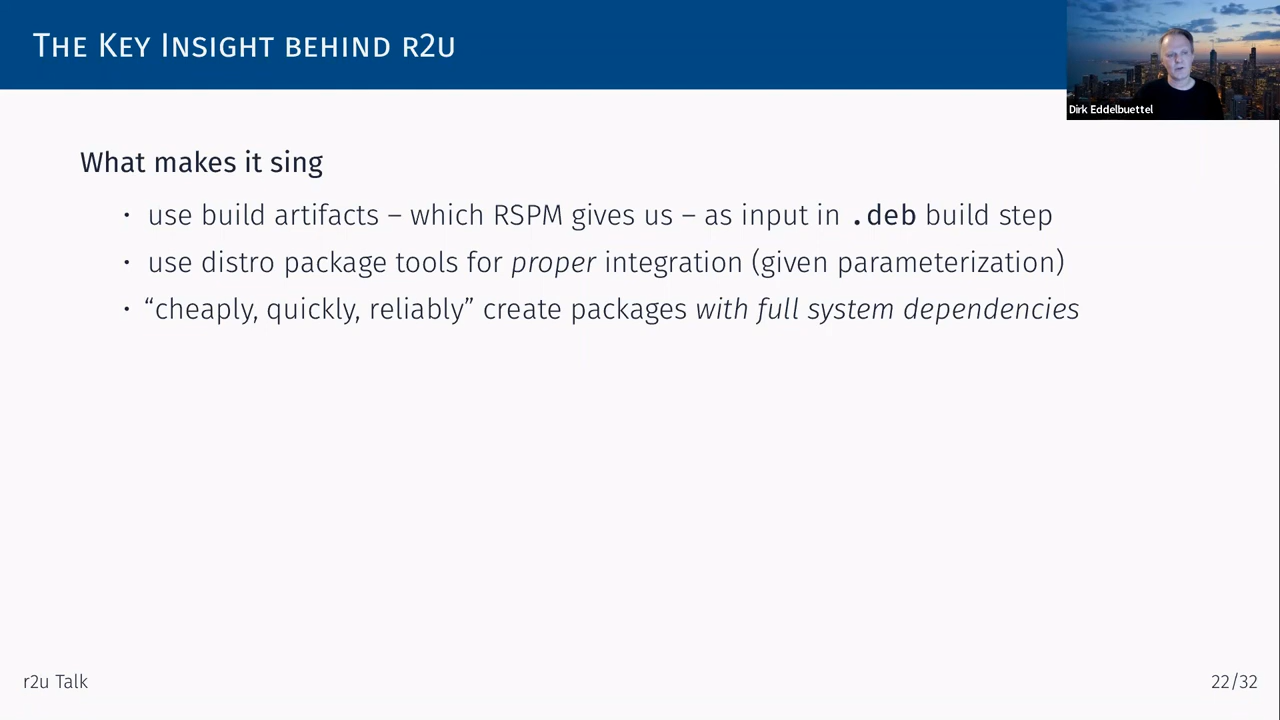 The Key Insight behind r2u
Dirk Eddelbuettel
What makes it sing
• use build artifacts – which RSPM gives us – as input in .deb build step
• use distro package tools for proper integration (given parameterization)
• “cheaply, quickly, reliably” create packages with full system dependencies
r2u Talk
22/32